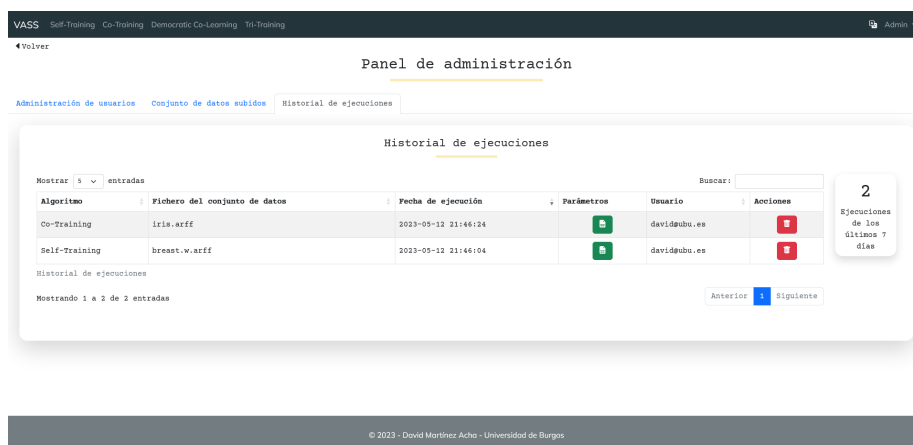 VASS Self-Training Co-Training Democratic Co-Learning Tri-Training Admin
Volver
Panel de administración
Administración de usuarios Conjunto de datos subidos Historial de ejecuciones
Historial de ejecuciones
Mostrar 5 entradas Buscar:
Algoritmo Fichero del conjunto de datos Fecha de ejecución Parámetros Usuario Acciones
Co-Training iris.arff 2023-05-12 21:46:24 david@ubu.es
Self-Training breast.w.arff 2023-05-12 21:46:04 david@ubu.es
Historial de ejecuciones
Mostrando 1 a 2 de 2 entradas
Anterior 1 Siguiente
2
Ejecuciones
de los
últimos 7
días
© 2023 - David Martínez Acha - Universidad de Burgos